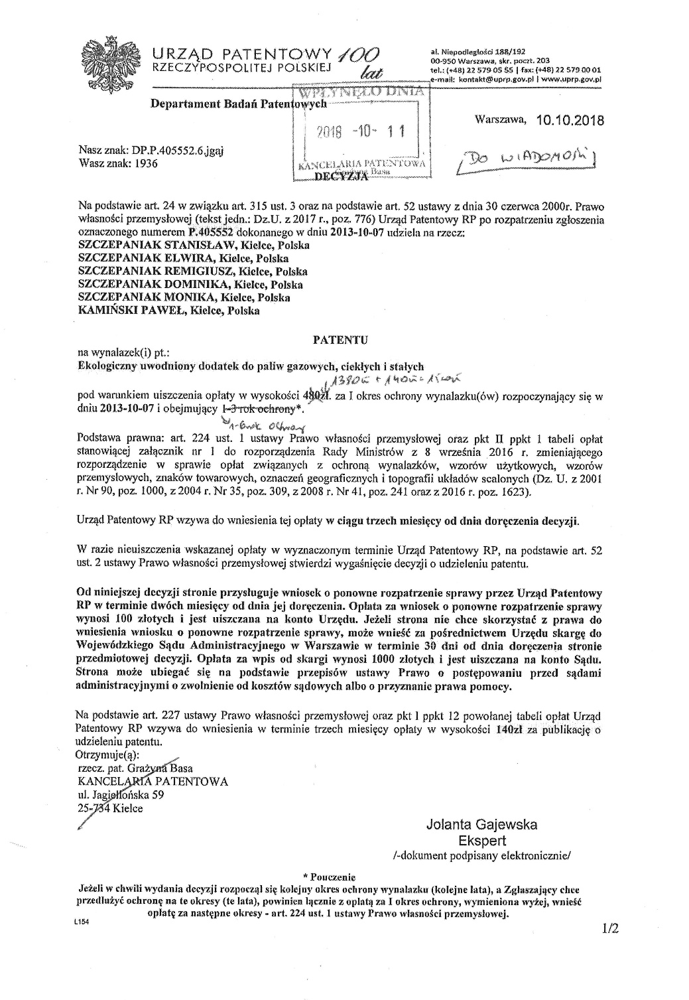 URZĄD PATENTOWY
RZECZYPOSPOLITEJ POLSKIEJ
100 lat
al. Niepodległości 188/192
00-950 Warszawa, skr. poczt. 203
tel.: (+48) 22 579 05 55 | fax: (+48) 22 579 00 01
e-mail: kontakt@uprp.gov.pl | www.uprp.gov.pl
Departament Badań Patentowych
WPŁYNĘŁO DNIA
2018 -10- 11
KANCELARIA PATENTOWA
Grażyna Basa
Warszawa, 10.10.2018
Nasz znak: DP.P.405552.6.jgaj
Wasz znak: 1936
DO WIADOMOŚCI
DECYZJA
Na podstawie art. 24 w związku art. 315 ust. 3 oraz na podstawie art. 52 ustawy z dnia 30 czerwca 2000r. Prawo
własności przemysłowej (tekst jedn.: Dz.U. z 2017 r., poz. 776) Urząd Patentowy RP po rozpatrzeniu zgłoszenia
oznaczonego numerem P.405552 dokonanego w dniu 2013-10-07 udziela na rzecz:
SZCZEPANIAK STANISŁAW, Kielce, Polska
SZCZEPANIAK ELWIRA, Kielce, Polska
SZCZEPANIAK REMIGIUSZ, Kielce, Polska
SZCZEPANIAK DOMINIKA, Kielce, Polska
SZCZEPANIAK MONIKA, Kielce, Polska
KAMIŃSKI PAWEŁ, Kielce, Polska
PATENTU
na wynalazek(i) pt.:
Ekologiczny uwodniony dodatek do paliw gazowych, ciekłych i stałych
pod warunkiem uiszczenia opłaty w wysokości 480zł. za I okres ochrony wynalazku(ów) rozpoczynający się w
dniu 2013-10-07 i obejmujący 1-3 rok ochrony*.
Podstawa prawna: art. 224 ust. 1 ustawy Prawo własności przemysłowej oraz pkt II ppkt 1 tabeli opłat
stanowiącej załącznik nr 1 do rozporządzenia Rady Ministrów z 8 września 2016 r. zmieniającego
rozporządzenie w sprawie opłat związanych z ochroną wynalazków, wzorów użytkowych, wzorów
przemysłowych, znaków towarowych, oznaczeń geograficznych i topografii układów scalonych (Dz. U. z 2001
r. Nr 90, poz. 1000, z 2004 r. Nr 35, poz. 309, z 2008 r. Nr 41, poz. 241 oraz z 2016 r. poz. 1623).
Urząd Patentowy RP wzywa do wniesienia tej opłaty w ciągu trzech miesięcy od dnia doręczenia decyzji.
W razie nieuiszczenia wskazanej opłaty w wyznaczonym terminie Urząd Patentowy RP, na podstawie art. 52
ust. 2 ustawy Prawo własności przemysłowej stwierdzi wygaśnięcie decyzji o udzieleniu patentu.
Od niniejszej decyzji stronie przysługuje wniosek o ponowne rozpatrzenie sprawy przez Urząd Patentowy
RP w terminie dwóch miesięcy od dnia jej doręczenia. Opłata za wniosek o ponowne rozpatrzenie sprawy
wynosi 100 złotych i jest uiszczana na konto Urzędu. Jeżeli strona nie chce skorzystać z prawa do
wniesienia wniosku o ponowne rozpatrzenie sprawy, może wnieść za pośrednictwem Urzędu skargę do
Wojewódzkiego Sądu Administracyjnego w Warszawie w terminie 30 dni od dnia doręczenia stronie
przedmiotowej decyzji. Opłata za wpis od skargi wynosi 1000 złotych i jest uiszczana na konto Sądu.
Strona może ubiegać się na podstawie przepisów ustawy Prawo o postępowaniu przed sądami
administracyjnymi o zwolnienie od kosztów sądowych albo o przyznanie prawa pomocy.
Na podstawie art. 227 ustawy Prawo własności przemysłowej oraz pkt I ppkt 12 powołanej tabeli opłat Urząd
Patentowy RP wzywa do wniesienia w terminie trzech miesięcy opłaty w wysokości 140zł za publikację o
udzieleniu patentu.
Otrzymuje(ą):
rzecz. pat. Grażyna Basa
KANCELARIA PATENTOWA
ul. Jagiellońska 59
25-734 Kielce
Jolanta Gajewska
Ekspert
/-dokument podpisany elektronicznie/
* Pouczenie
Jeżeli w chwili wydania decyzji rozpoczął się kolejny okres ochrony wynalazku (kolejne lata), a Zgłaszający chce
przedłużyć ochronę na te okresy (te lata), powinien łącznie z opłatą za I okres ochrony, wymieniona wyżej, wnieść
opłatę za następne okresy - art. 224 ust. 1 ustawy Prawo własności przemysłowej.
L154
1/2